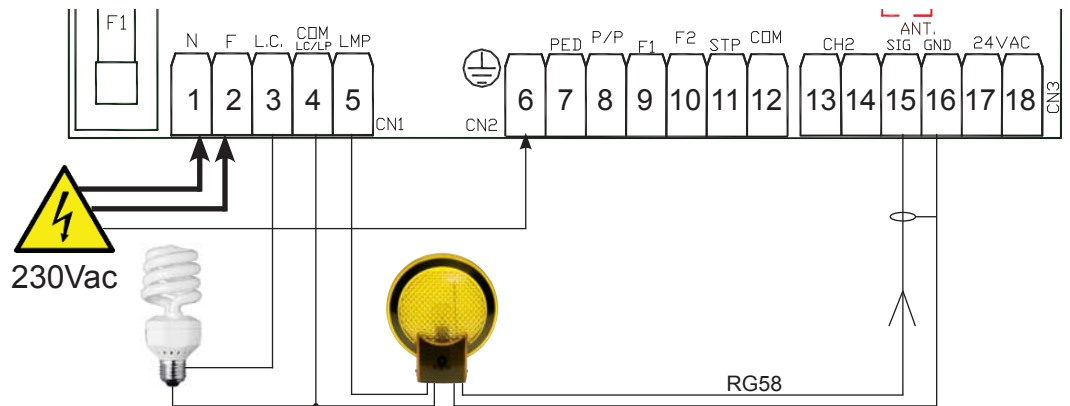 F1
N F L.C. COM LC/LP LMP
PED P/P F1 F2 STP COM
ANT.
CH2 SIG GND 24VAC
1 2 3 4 5
6 7 8 9 10 11 12
13 14 15 16 17 18
CN1
CN2
CN3
230Vac
RG58